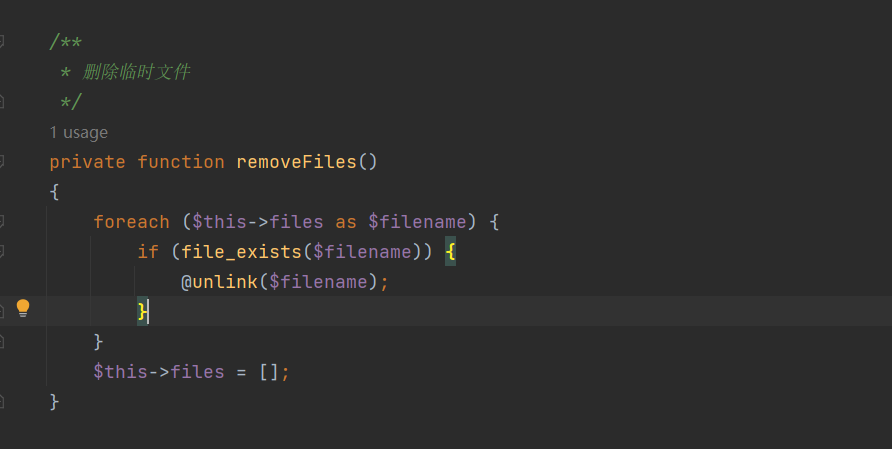 /**
 * 删除临时文件
 */
1 usage
private function removeFiles()
{
    foreach ($this->files as $filename) {
        if (file_exists($filename)) {
            @unlink($filename);
        }
    }
    $this->files = [];
}